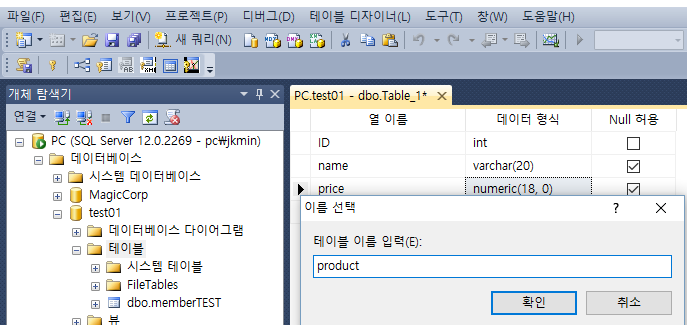 파일(F) 편집(E) 보기(V) 프로젝트(P) 디버그(D) 테이블 디자이너(L) 도구(T) 창(W) 도움말(H)
새 쿼리(N)
개체 탐색기
PC.test01 - dbo.Table_1*
연결
열 이름 데이터 형식 Null 허용
PC (SQL Server 12.0.2269 - pc\jkmin)
ID int
데이터베이스
name varchar(20)
시스템 데이터베이스
price numeric(18, 0)
MagicCorp
test01
이름 선택
데이터베이스 다이어그램
테이블 이름 입력(E):
테이블
product
시스템 테이블
FileTables
확인 취소
dbo.memberTEST
뷰